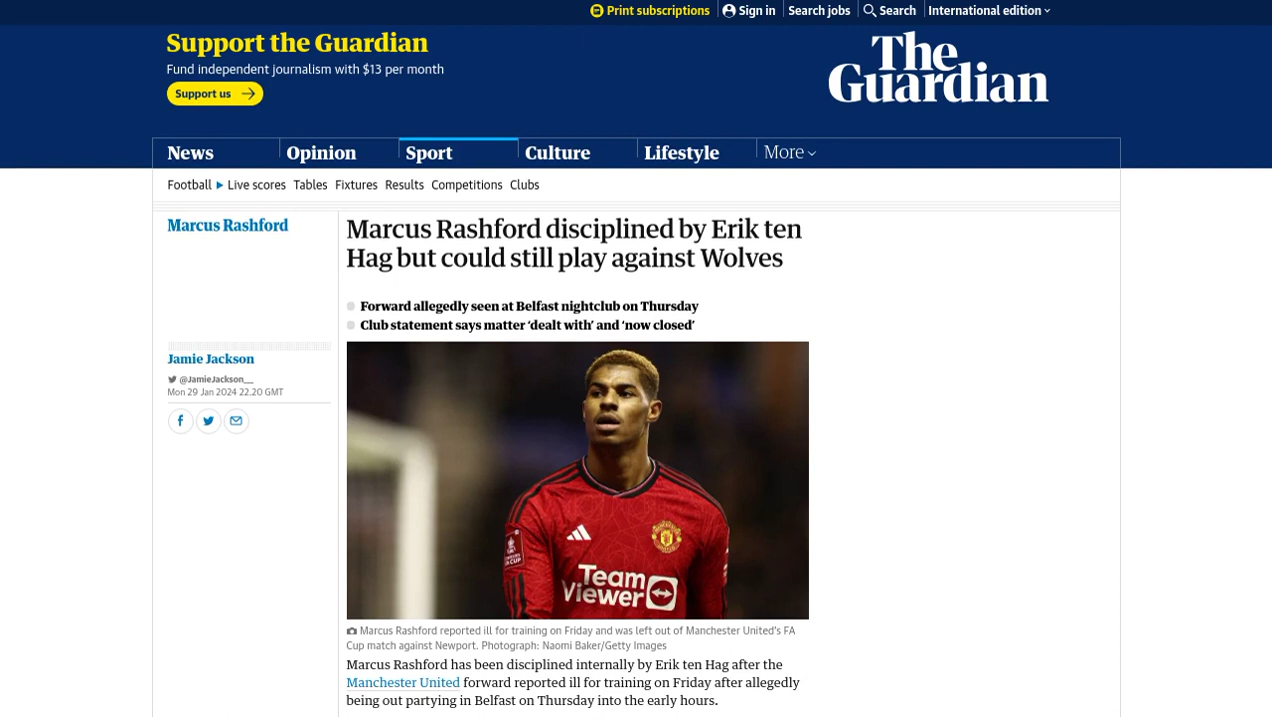 Print subscriptions
Sign in
Search jobs
Search
International edition
Support the Guardian
Fund independent journalism with $13 per month
Support us
The
Guardian
News
Opinion
Sport
Culture
Lifestyle
More
Football
Live scores
Tables
Fixtures
Results
Competitions
Clubs
Marcus Rashford
Marcus Rashford disciplined by Erik ten
Hag but could still play against Wolves
Forward allegedly seen at Belfast nightclub on Thursday
Club statement says matter ‘dealt with’ and ‘now closed’
Jamie Jackson
@JamieJackson__
Mon 29 Jan 2024 22.20 GMT
Team
Viewer
Marcus Rashford reported ill for training on Friday and was left out of Manchester United’s FA
Cup match against Newport. Photograph: Naomi Baker/Getty Images
Marcus Rashford has been disciplined internally by Erik ten Hag after the
Manchester United forward reported ill for training on Friday after allegedly
being out partying in Belfast on Thursday into the early hours.